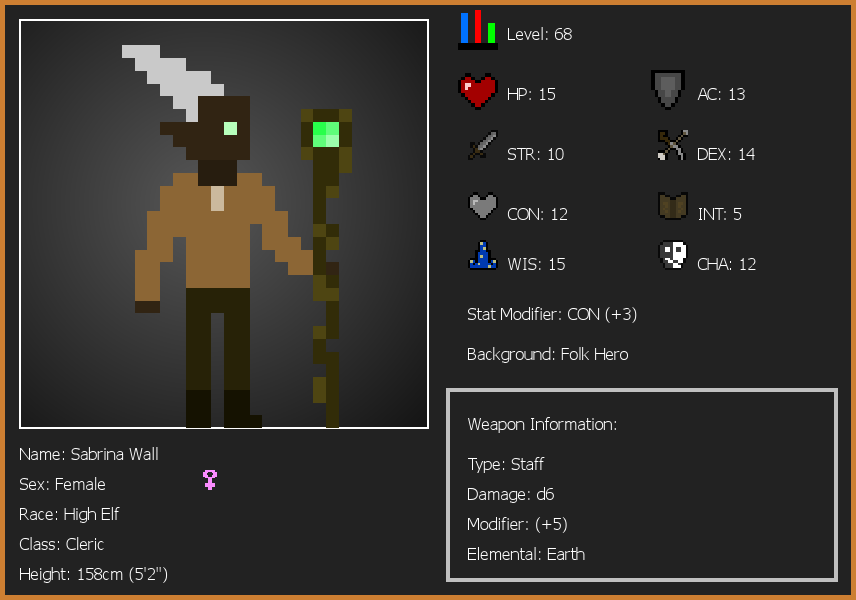 Level: 68
HP: 15
AC: 13
STR: 10
DEX: 14
CON: 12
INT: 5
WIS: 15
CHA: 12
Stat Modifier: CON (+3)
Background: Folk Hero
Weapon Information:
Type: Staff
Damage: d6
Modifier: (+5)
Elemental: Earth
Name: Sabrina Wall
Sex: Female
Race: High Elf
Class: Cleric
Height: 158cm (5'2")